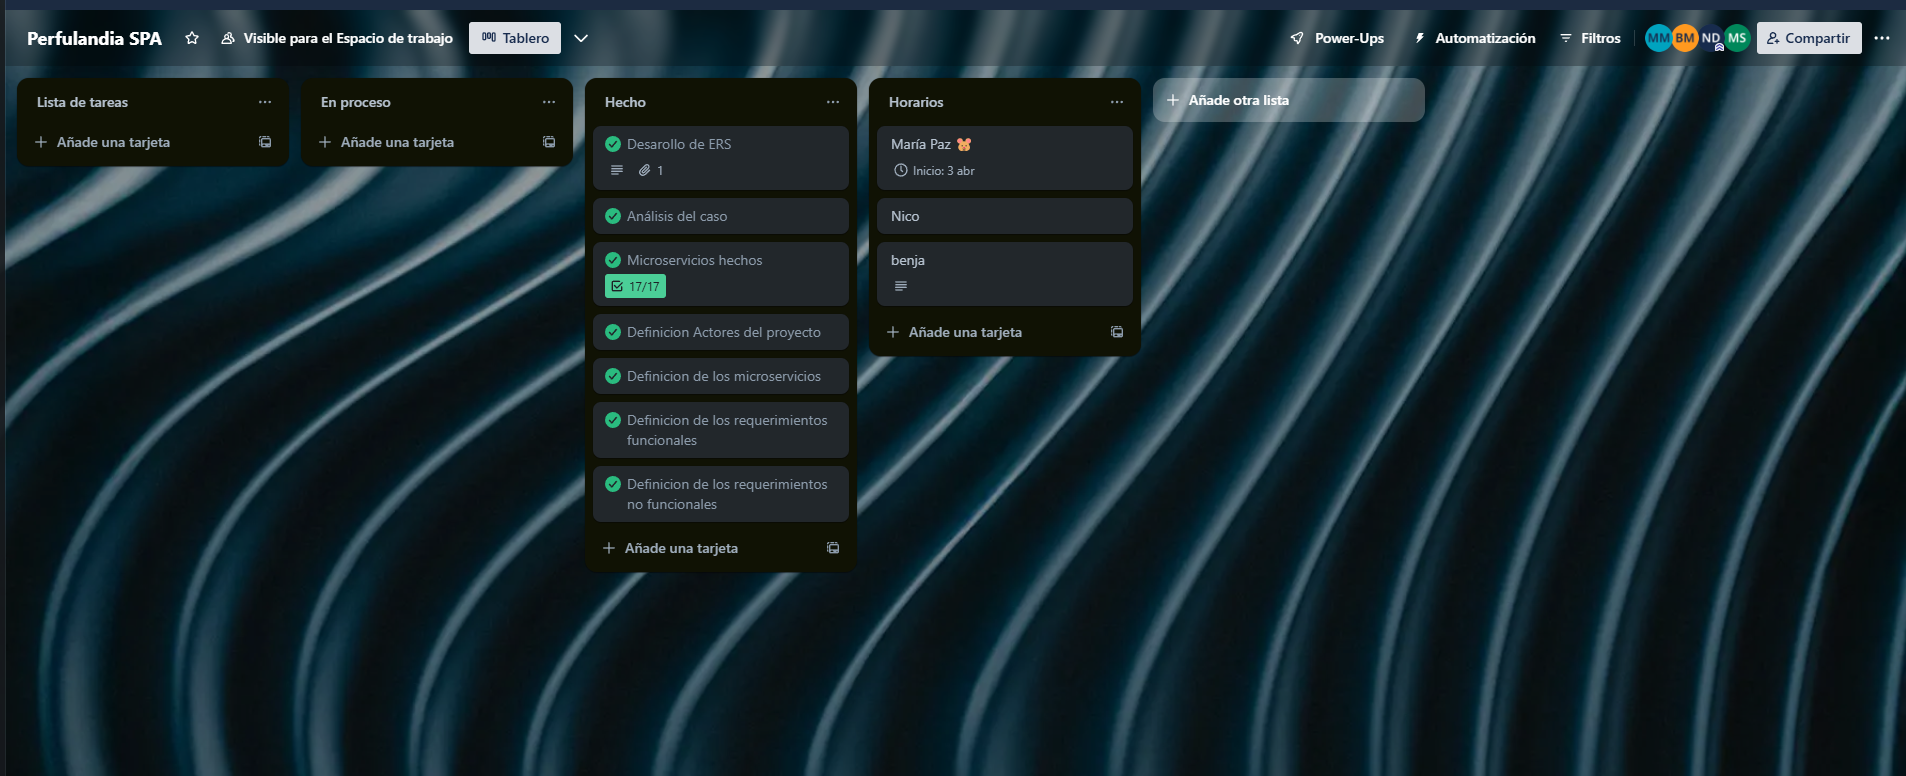 Perfulandia SPA
Visible para el Espacio de trabajo
Tablero
Power-Ups
Automatización
Filtros
MM
BM
ND
MS
Compartir
Lista de tareas
Añade una tarjeta
En proceso
Añade una tarjeta
Hecho
Desarollo de ERS
1
Análisis del caso
Microservicios hechos
17/17
Definicion Actores del proyecto
Definicion de los microservicios
Definicion de los requerimientos
funcionales
Definicion de los requerimientos
no funcionales
Añade una tarjeta
Horarios
María Paz 🐹
Inicio: 3 abr
Nico
benja
Añade una tarjeta
Añade otra lista